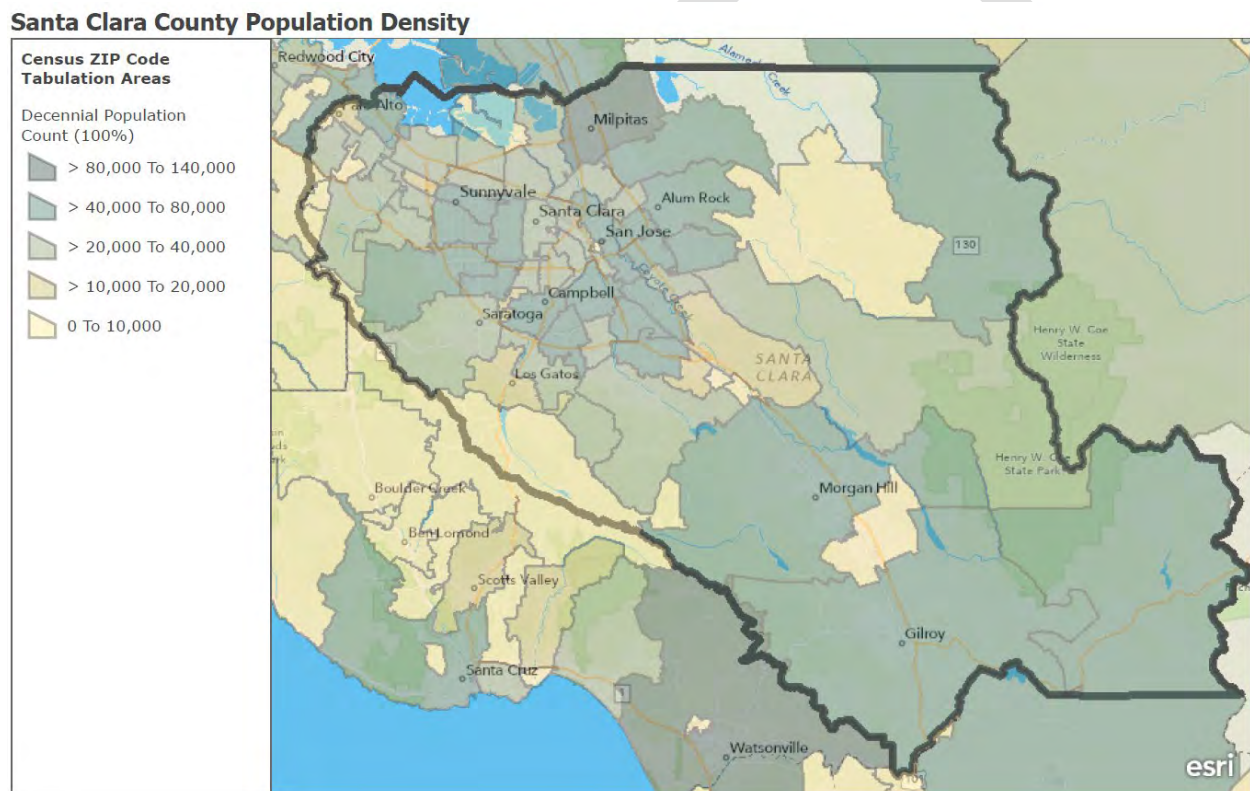 Santa Clara County Population Density
Census ZIP Code
Tabulation Areas
Decennial Population
Count (100%)
> 80,000 To 140,000
> 40,000 To 80,000
> 20,000 To 40,000
> 10,000 To 20,000
0 To 10,000
Redwood City
Alameda Creek
Palo Alto
Milpitas
Sunnyvale
Alum Rock
Santa Clara
San Jose
130
Coyote Creek
Campbell
Saratoga
Henry W. Coe
State
Wilderness
SANTA
CLARA
Los Gatos
Henry W. Coe
State Park
Boulder Creek
Morgan Hill
Ben Lomond
Scotts Valley
Gilroy
Santa Cruz
1
Watsonville
esri
101